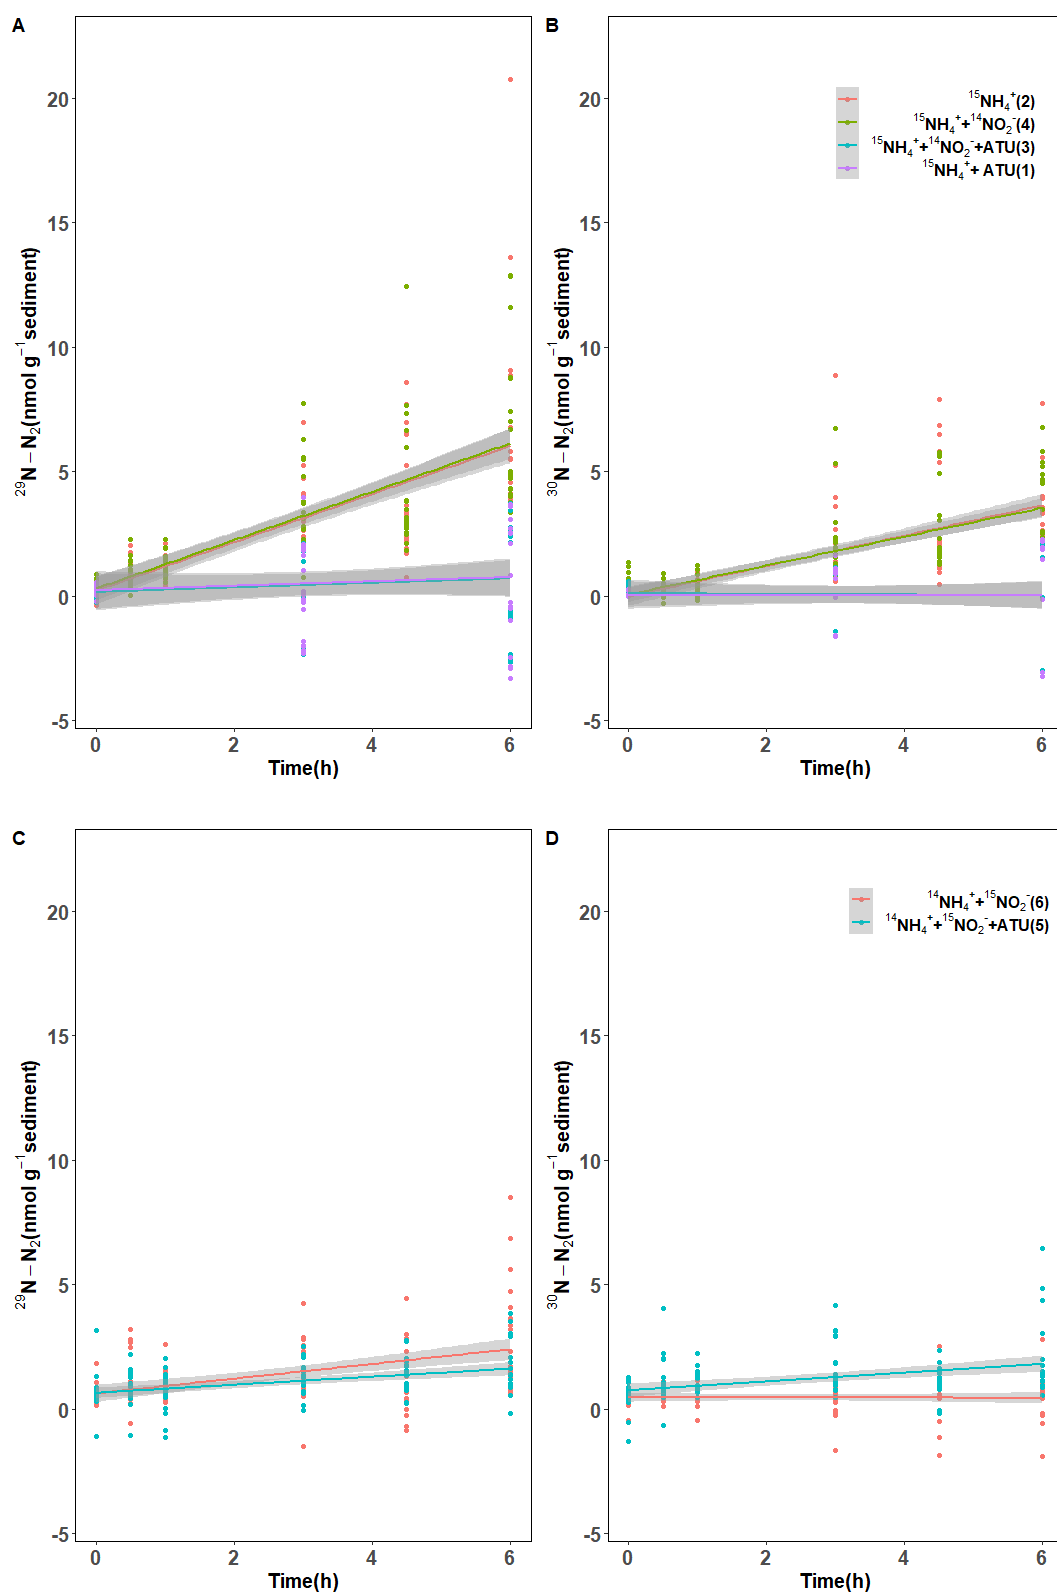 A
B
20
15
10
5
0
-5
²⁹N – N₂(nmol g⁻¹ sediment)
0 2 4 6
Time(h)
20
15
10
5
0
-5
³⁰N – N₂(nmol g⁻¹ sediment)
0 2 4 6
Time(h)
¹⁵NH₄⁺(2)
¹⁵NH₄⁺+¹⁴NO₂⁻(4)
¹⁵NH₄⁺+¹⁴NO₂⁻+ATU(3)
¹⁵NH₄⁺+ ATU(1)
C
D
20
15
10
5
0
-5
²⁹N – N₂(nmol g⁻¹ sediment)
0 2 4 6
Time(h)
20
15
10
5
0
-5
³⁰N – N₂(nmol g⁻¹ sediment)
0 2 4 6
Time(h)
¹⁴NH₄⁺+¹⁵NO₂⁻(6)
¹⁴NH₄⁺+¹⁵NO₂⁻+ATU(5)